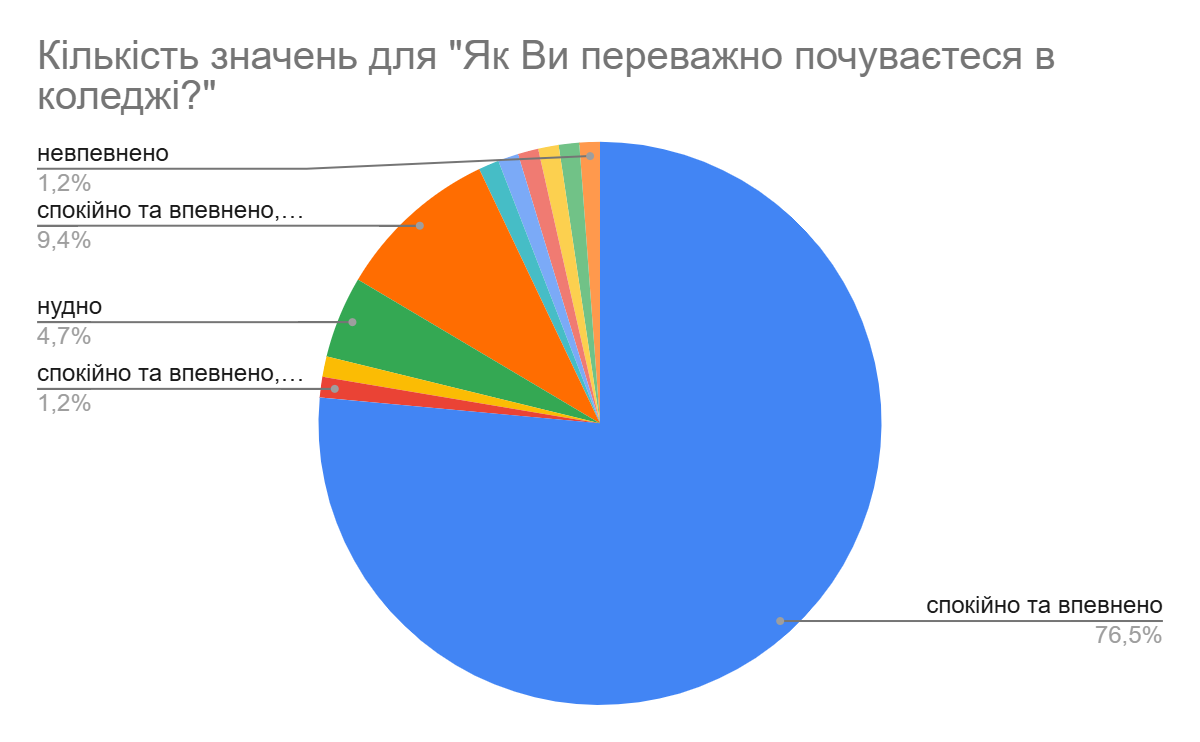 Кількість значень для "Як Ви переважно почуваєтеся в
коледжі?"
невпевнено
1,2%
спокійно та впевнено,…
9,4%
нудно
4,7%
спокійно та впевнено,…
1,2%
спокійно та впевнено
76,5%